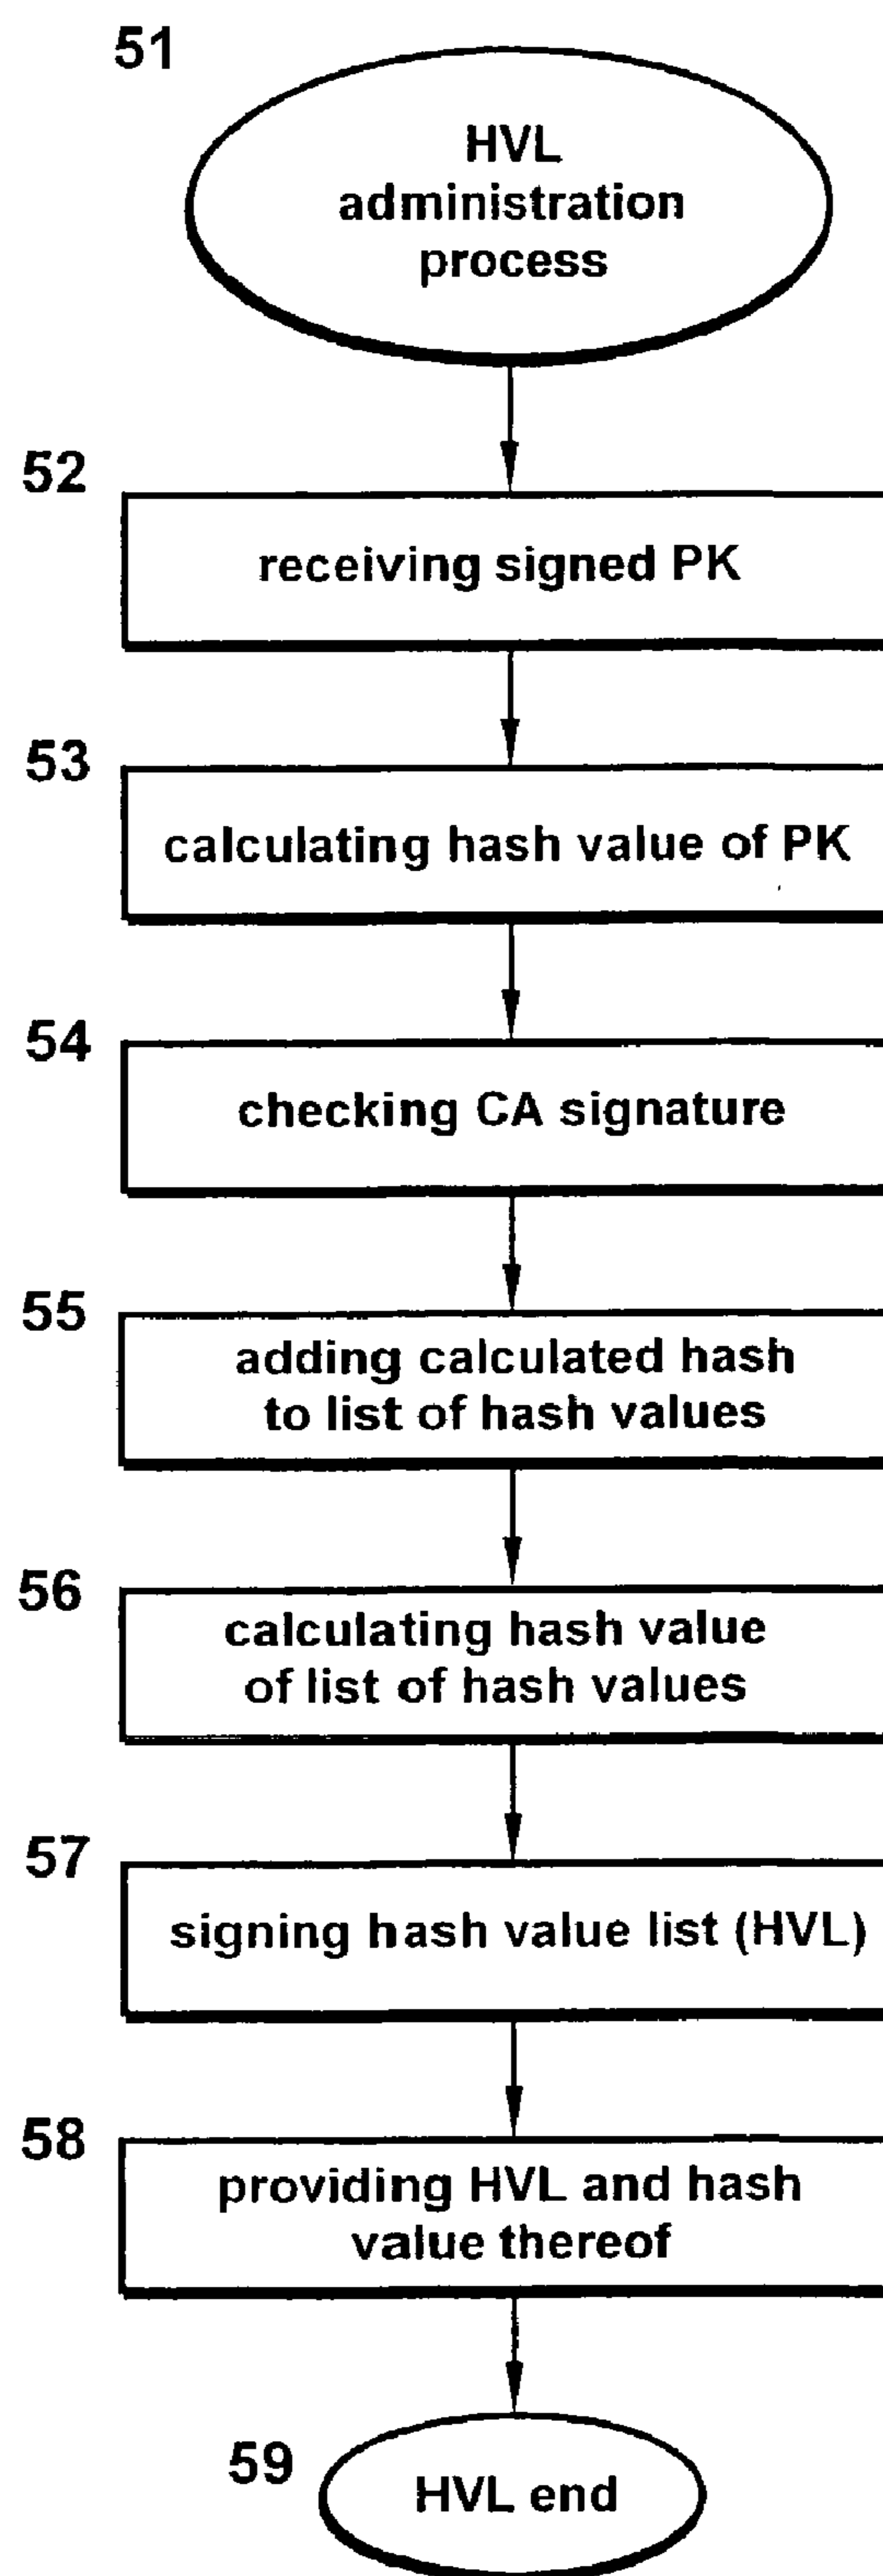 51
HVL
administration
process
52
receiving signed PK
53
calculating hash value of PK
54
checking CA signature
55
adding calculated hash
to list of hash values
56
calculating hash value
of list of hash values
57
signing hash value list (HVL)
58
providing HVL and hash
value thereof
59
HVL end